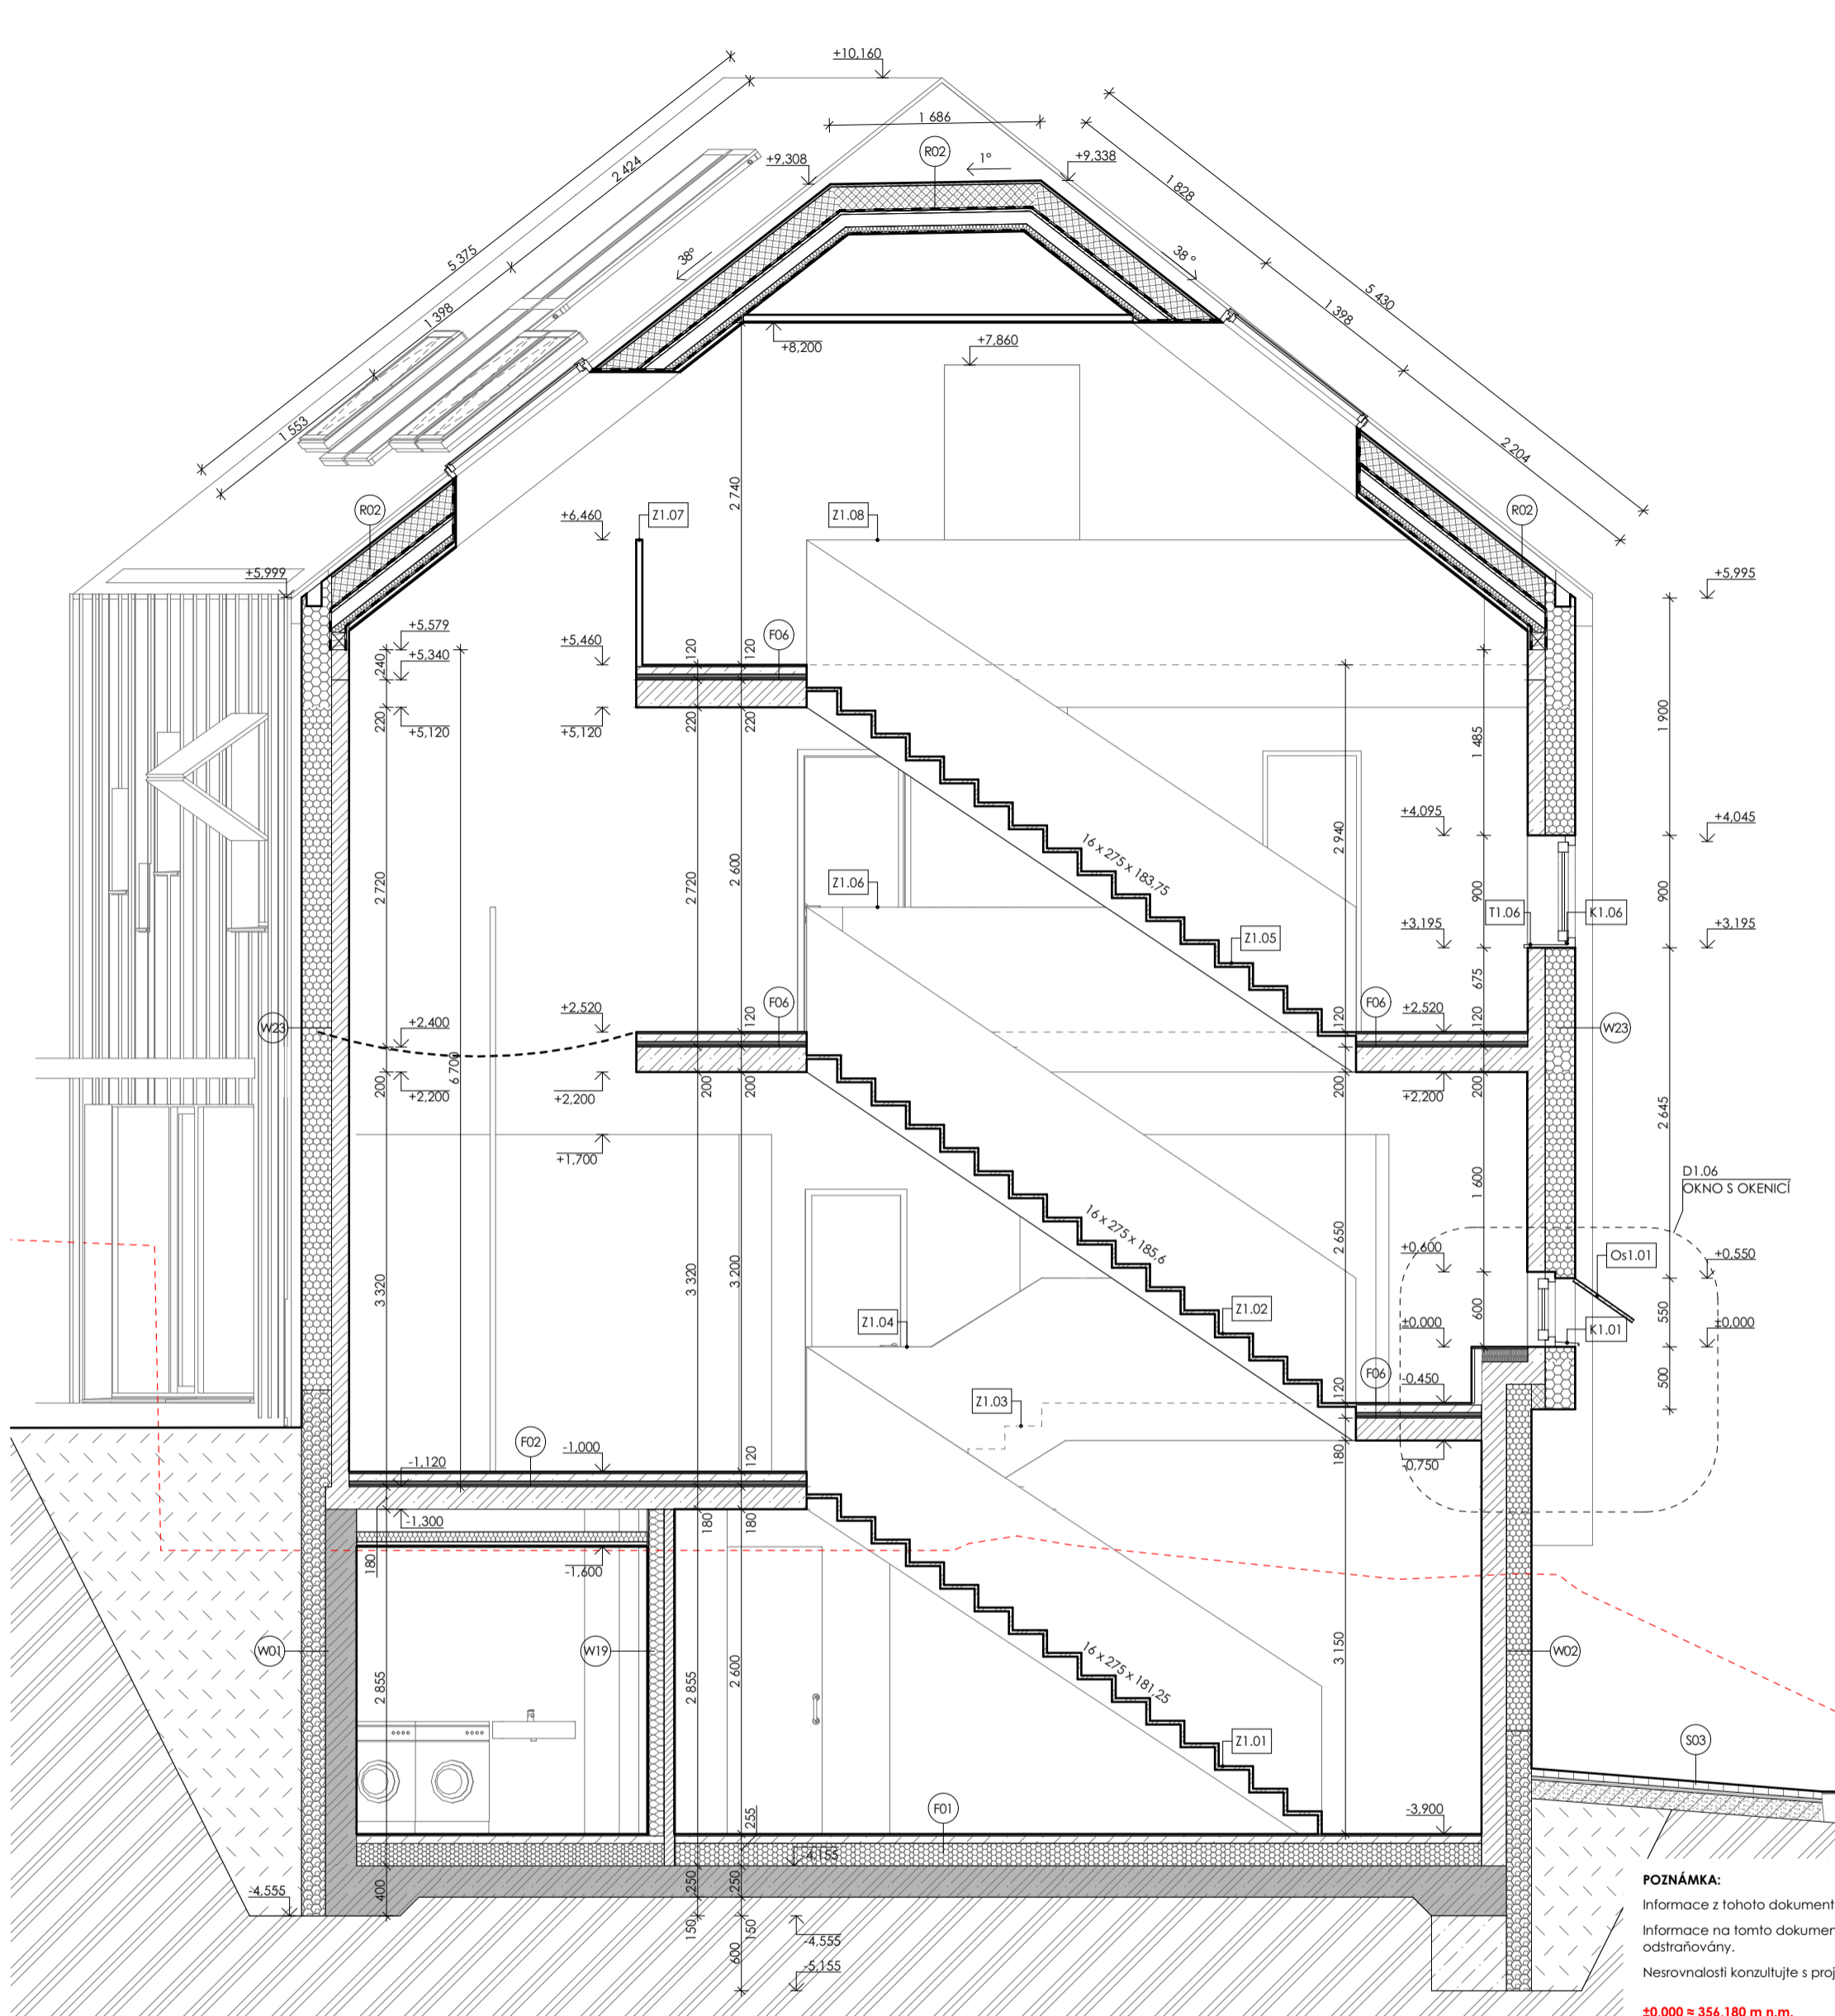 +10,160
1 686
R02
1°
+9,308
+9,338
2 424
1 828
5 375
38°
38 °
5 430
1 398
1 398
+8,200
+7,860
1 553
2 204
R02
2 740
+6,460
Z1.07
Z1.08
R02
+5,999
+5,995
+5,579
+5,460
120
120
F06
240
+5,340
220
+5,120
+5,120
220
220
1 900
1 485
+4,095
+4,045
16 x 275 x 183,75
2 940
2 720
2 720
2 600
Z1.06
900
900
T1.06
K1.06
+3,195
+3,195
Z1.05
675
W23
+2,400
+2,520
120
F06
120
F06
+2,520
120
W23
6 700
200
+2,200
+2,200
200
200
200
+2,200
200
2 645
+1,700
1 600
D1.06
OKNO S OKENICÍ
16 x 275 x 185,6
2 650
+0,600
Os1.01
+0,550
3 320
3 320
3 200
Z1.02
Z1.04
600
±0,000
K1.01
550
±0,000
120
F06
-0,450
500
Z1.03
F02
-1,000
-1,120
120
180
-0,750
-1,300
180
180
180
-1,600
W01
W19
2 855
2 855
2 600
16 x 275 x 181,25
3 150
W02
Z1.01
S03
F01
255
-3,900
-4,155
-4,555
400
250
250
150
150
-4,555
600
-5,155
POZNÁMKA:
Informace z tohoto dokument
Informace na tomto dokumen
odstraňovány.
Nesrovnalosti konzultujte s proj
±0,000 ≈ 356,180 m n.m.